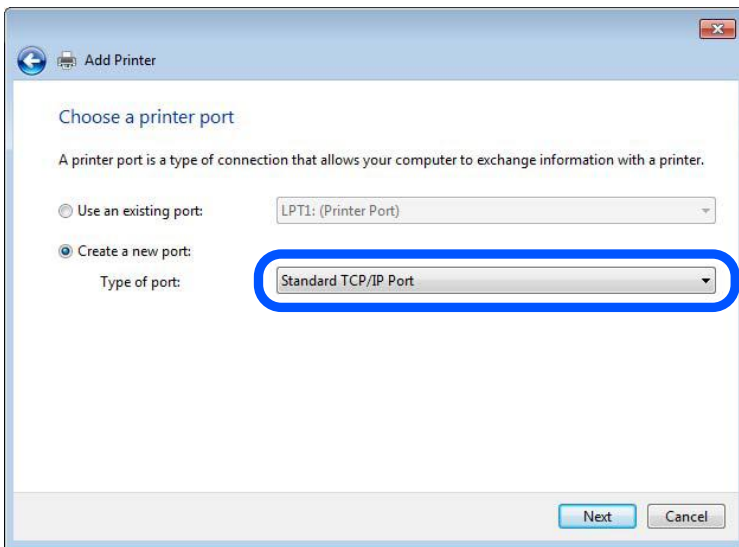 Add Printer
Choose a printer port
A printer port is a type of connection that allows your computer to exchange information with a printer.
Use an existing port: LPT1: (Printer Port)
Create a new port:
Type of port: Standard TCP/IP Port
Next Cancel